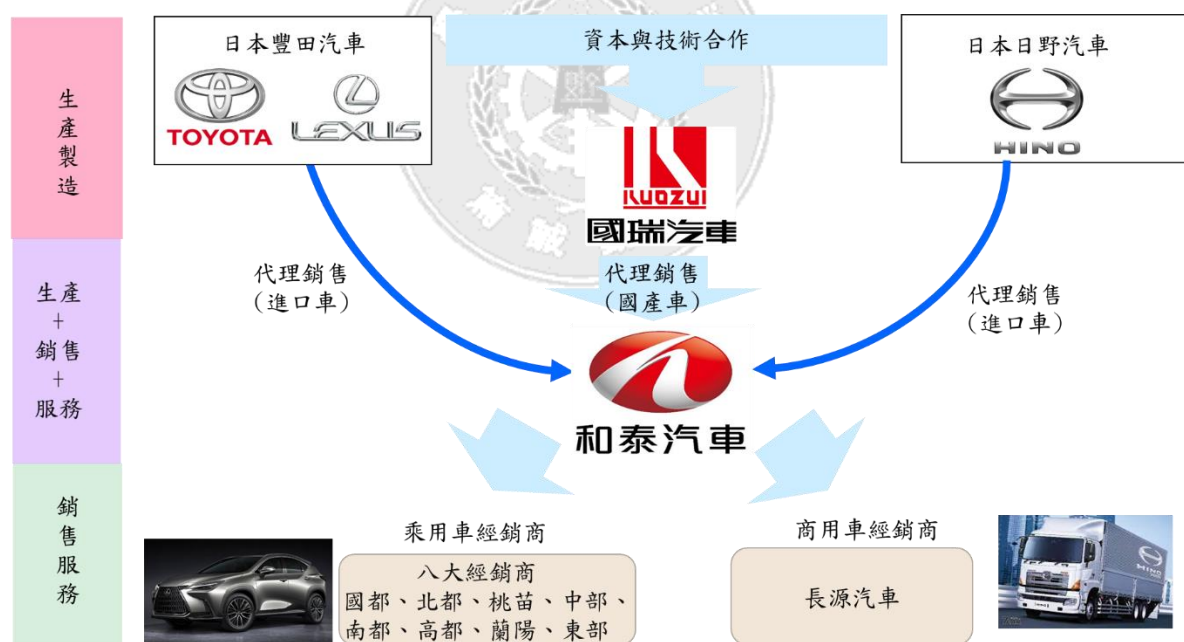 生產製造
日本豐田汽車
TOYOTA
LEXUS
資本與技術合作
KUOZUI
國瑞汽車
日本日野汽車
HINO
生產
+
銷售
+
服務
代理銷售
(進口車)
代理銷售
(國產車)
代理銷售
(進口車)
和泰汽車
銷售服務
乘用車經銷商
八大經銷商
國都、北都、桃苗、中部、
南都、高都、蘭陽、東部
商用車經銷商
長源汽車
HINO